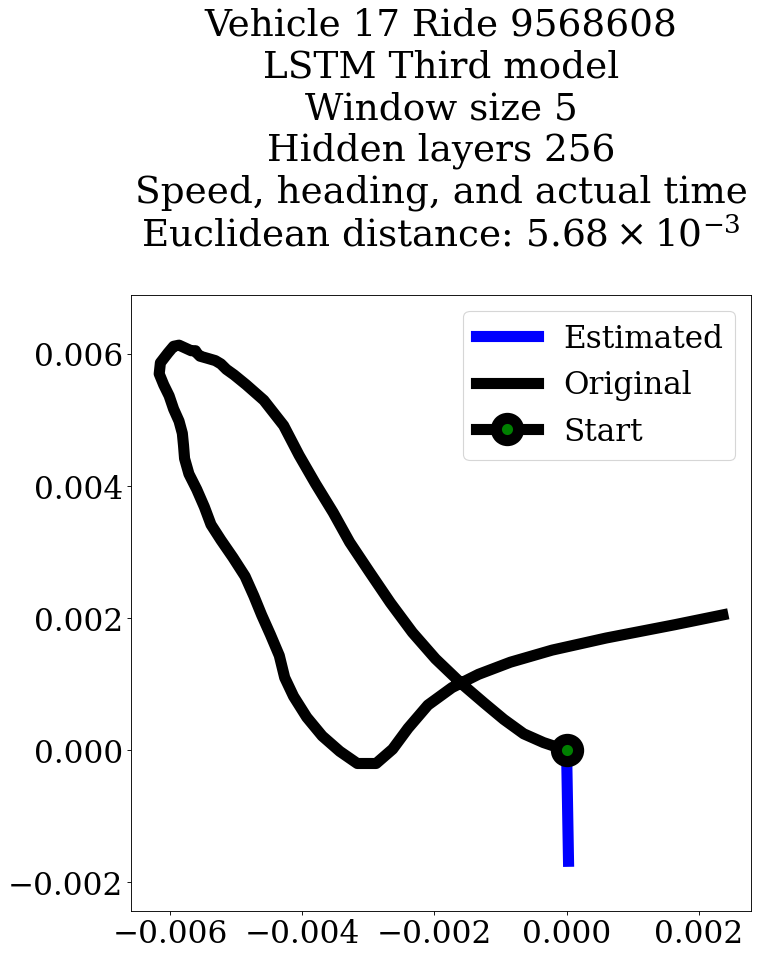 Vehicle 17 Ride 9568608
LSTM Third model
Window size 5
Hidden layers 256
Speed, heading, and actual time
Euclidean distance: 5.68 × 10⁻³
Estimated
Original
Start
0.006
0.004
0.002
0.000
−0.002
−0.006 −0.004 −0.002 0.000 0.002